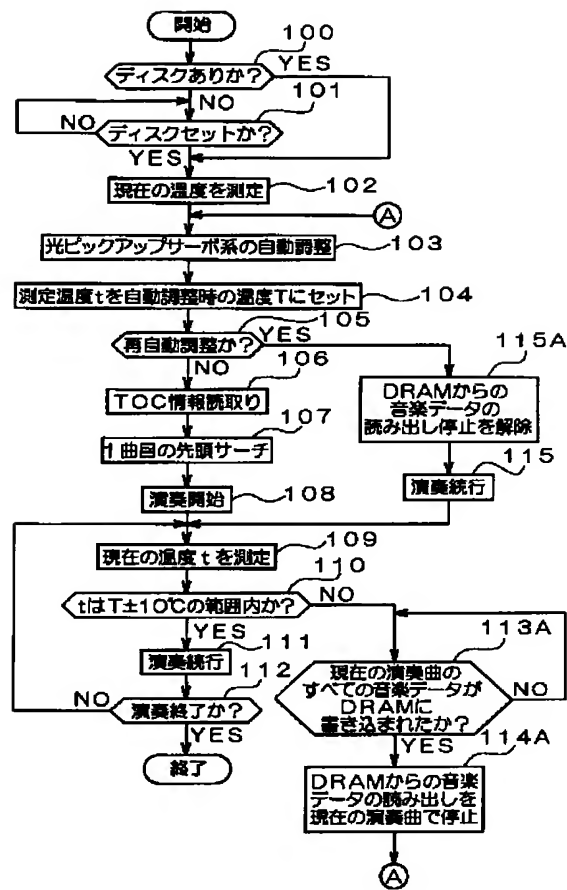 開始
100
ディスクありか?
YES
NO
101
NO
ディスクセットか?
YES
現在の温度を測定
102
A
光ピックアップサーボ系の自動調整
103
測定温度tを自動調整時の温度Tにセット
104
105
再自動調整か?
YES
NO
106
115A
TOC情報読取り
DRAMからの
音楽データの
読み出し停止を解除
107
1曲目の先頭サーチ
115
演奏開始
108
演奏続行
109
現在の温度tを測定
110
tはT±10℃の範囲内か?
NO
YES
111
113A
演奏続行
現在の演奏曲の
すべての音楽データが
DRAMに
書き込まれたか?
NO
112
NO
演奏終了か?
YES
YES
114A
終了
DRAMからの音楽
データの読み出しを
現在の演奏曲で停止
A